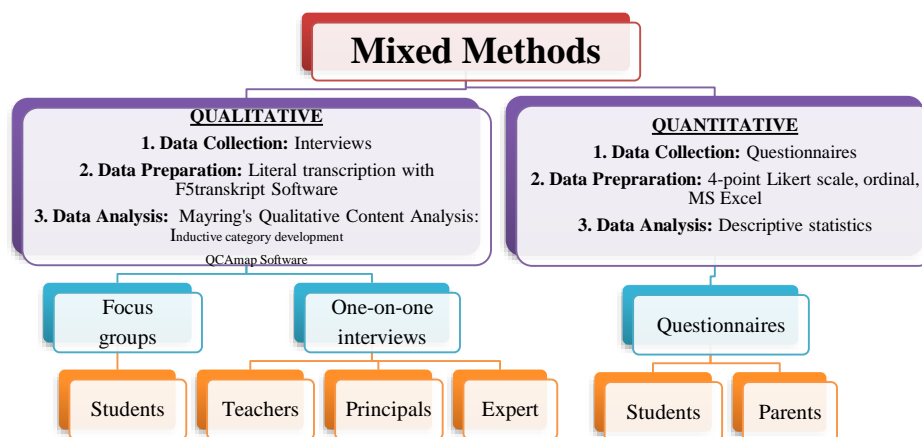 Mixed Methods
QUALITATIVE
1. Data Collection: Interviews
2. Data Preparation: Literal transcription with
F5transkript Software
3. Data Analysis: Mayring's Qualitative Content Analysis:
Inductive category development
QCAmap Software
QUANTITATIVE
1. Data Collection: Questionnaires
2. Data Prepraration: 4-point Likert scale, ordinal,
MS Excel
3. Data Analysis: Descriptive statistics
Focus
groups
One-on-one
interviews
Questionnaires
Students
Teachers
Principals
Expert
Students
Parents